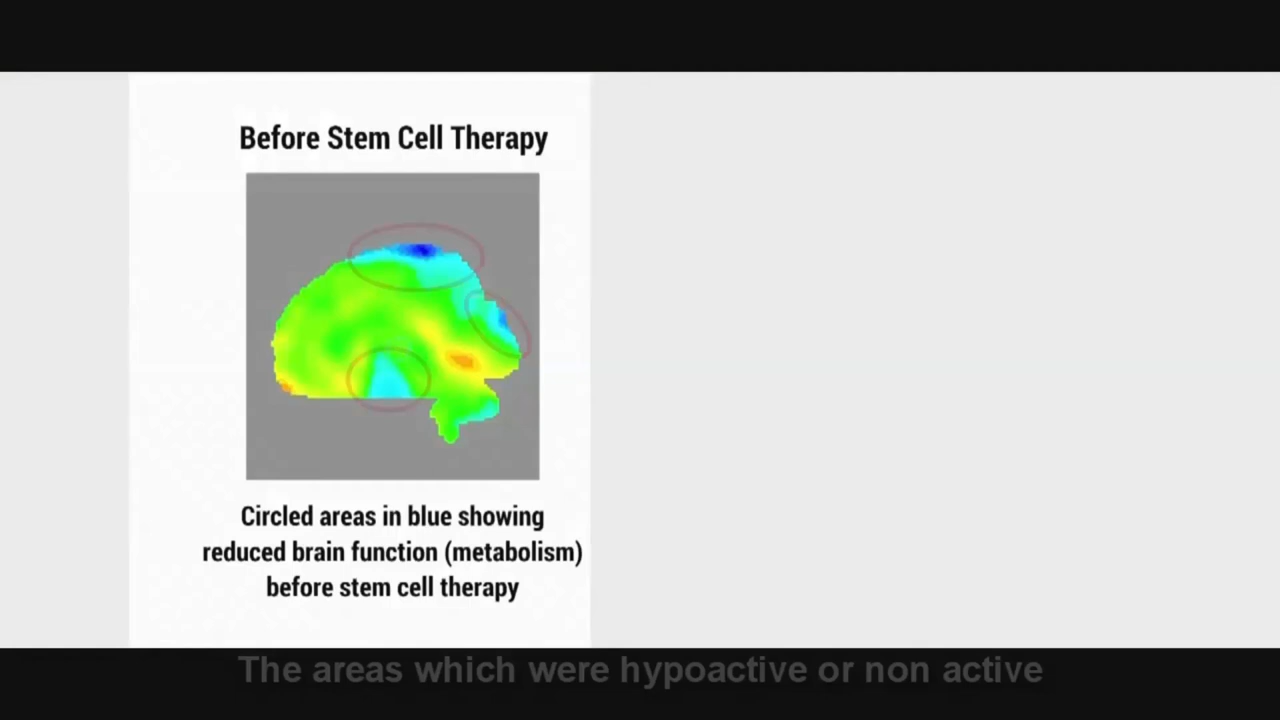 Before Stem Cell Therapy
Circled areas in blue showing
reduced brain function (metabolism)
before stem cell therapy
The areas which were hypoactive or non active